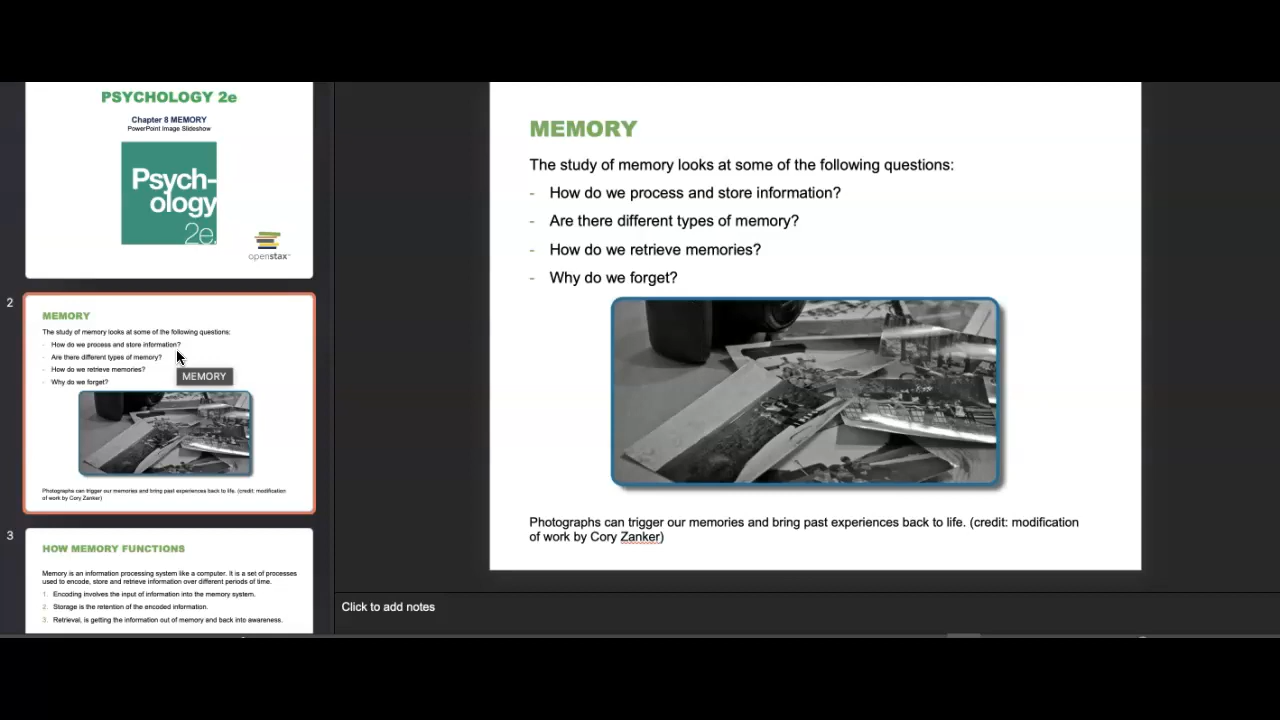 PSYCHOLOGY 2e
Chapter 8 MEMORY
PowerPoint Image Slideshow
Psych-
ology
2e
openstax™
2
MEMORY
The study of memory looks at some of the following questions:
- How do we process and store information?
- Are there different types of memory?
- How do we retrieve memories?
- Why do we forget?
MEMORY
Photographs can trigger our memories and bring past experiences back to life. (credit: modification
of work by Cory Zanker)
3
HOW MEMORY FUNCTIONS
Memory is an information processing system like a computer. It is a set of processes
used to encode, store and retrieve information over different periods of time.
1. Encoding involves the input of information into the memory system.
2. Storage is the retention of the encoded information.
3. Retrieval, is getting the information out of memory and back into awareness.
MEMORY
The study of memory looks at some of the following questions:
- How do we process and store information?
- Are there different types of memory?
- How do we retrieve memories?
- Why do we forget?
Photographs can trigger our memories and bring past experiences back to life. (credit: modification
of work by Cory Zanker)
Click to add notes